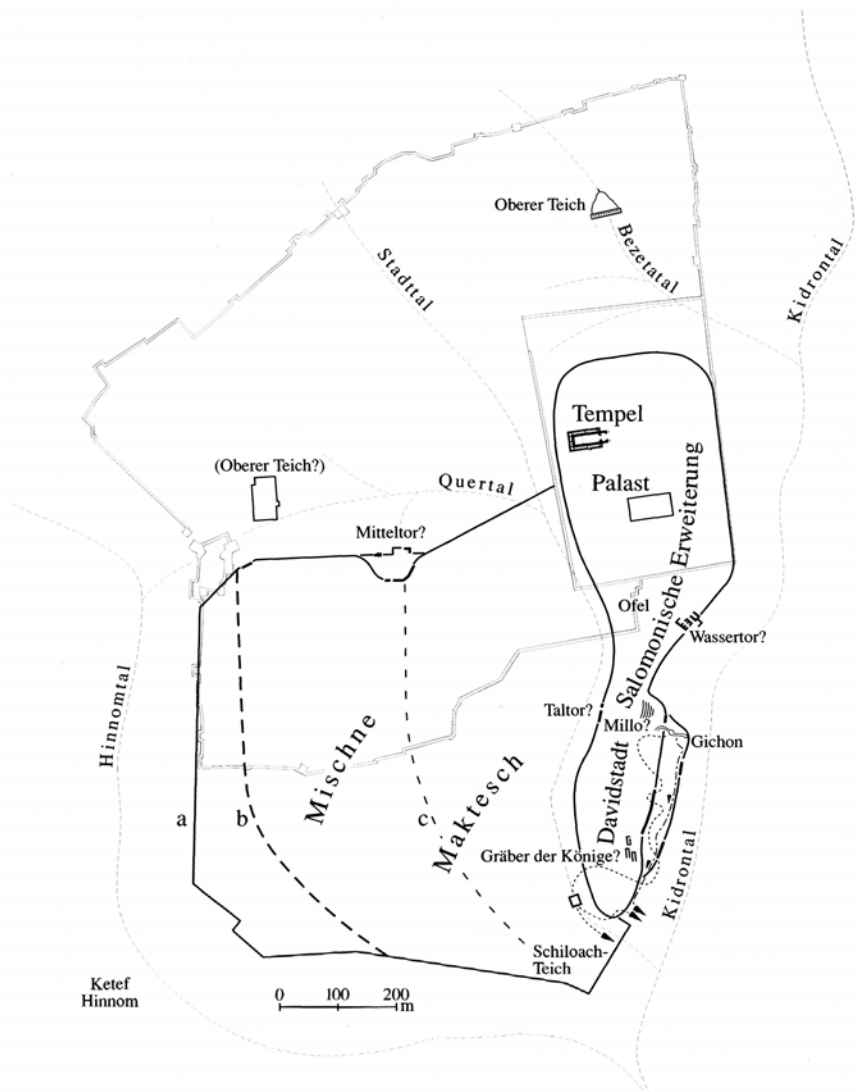 Oberer Teich
Bezetatal
Stadttal
Kidrontal
Tempel
(Oberer Teich?)
Quertal
Palast
Mitteltor?
Salomonische Erweiterung
Ofel
Wassertor?
Hinnomtal
Taltor?
Millo?
Gichon
Mischne
Maktesch
Davidstadt
a
b
c
Gräber der Könige?
Kidrontal
Schiloach-
Teich
Ketef
Hinnom
0 100 200
m